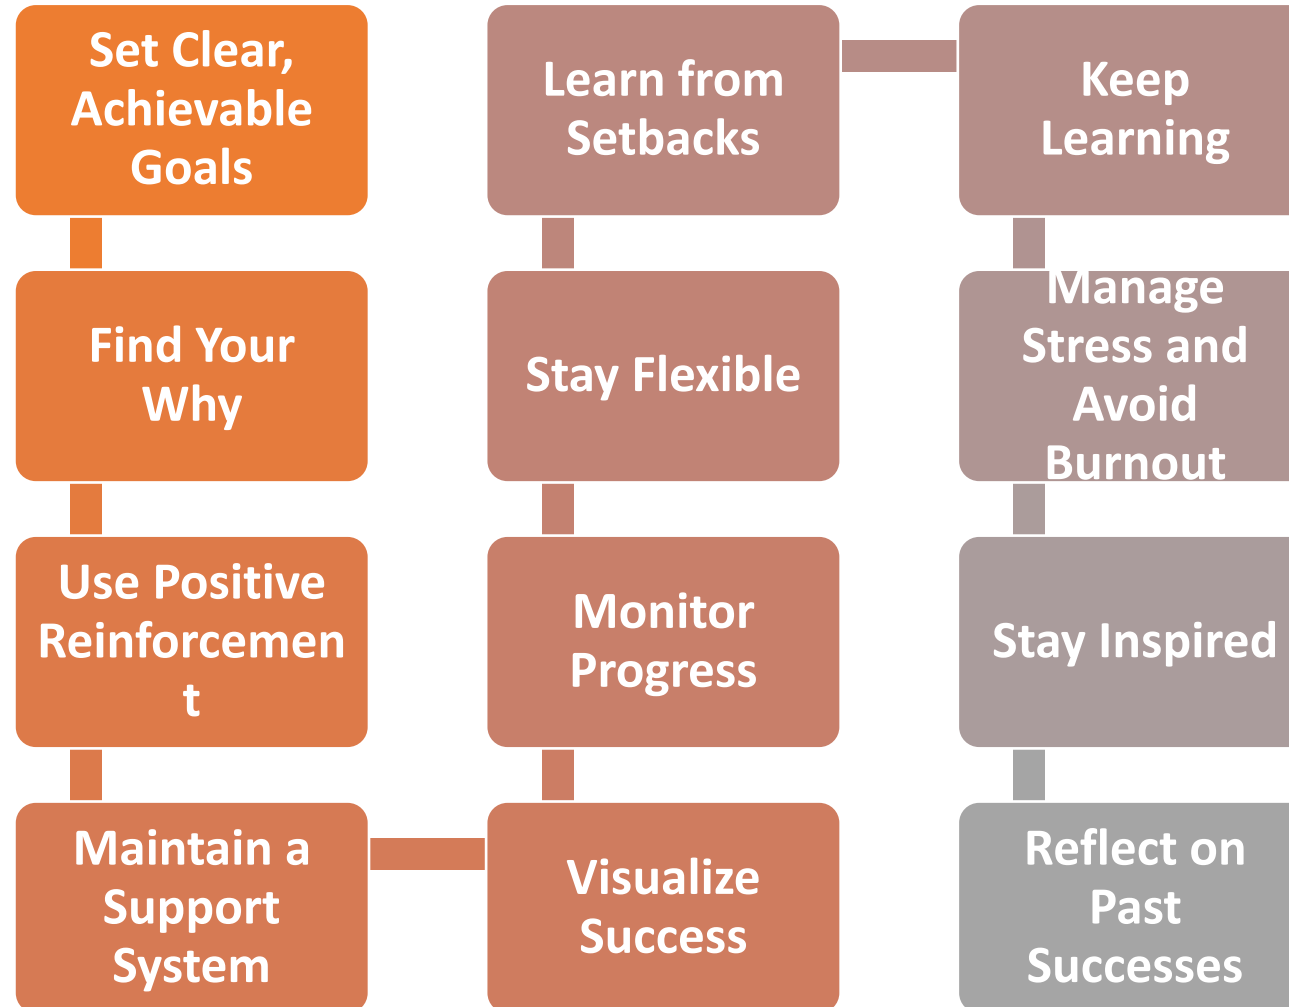 Set Clear,
Achievable
Goals
Find Your
Why
Use Positive
Reinforcemen
t
Maintain a
Support
System
Visualize
Success
Monitor
Progress
Stay Flexible
Learn from
Setbacks
Keep
Learning
Manage
Stress and
Avoid
Burnout
Stay Inspired
Reflect on
Past
Successes